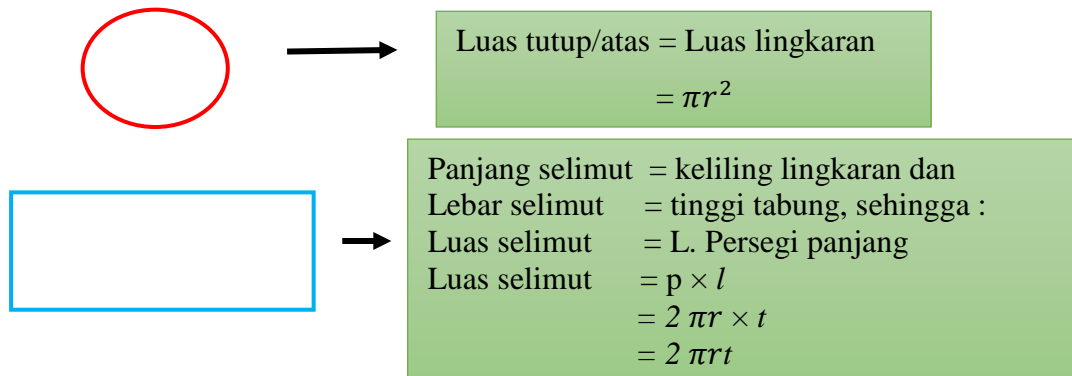 Luas tutup/atas = Luas lingkaran
= πr²
Panjang selimut = keliling lingkaran dan
Lebar selimut = tinggi tabung, sehingga :
Luas selimut = L. Persegi panjang
Luas selimut = p × l
= 2 πr × t
= 2 πrt